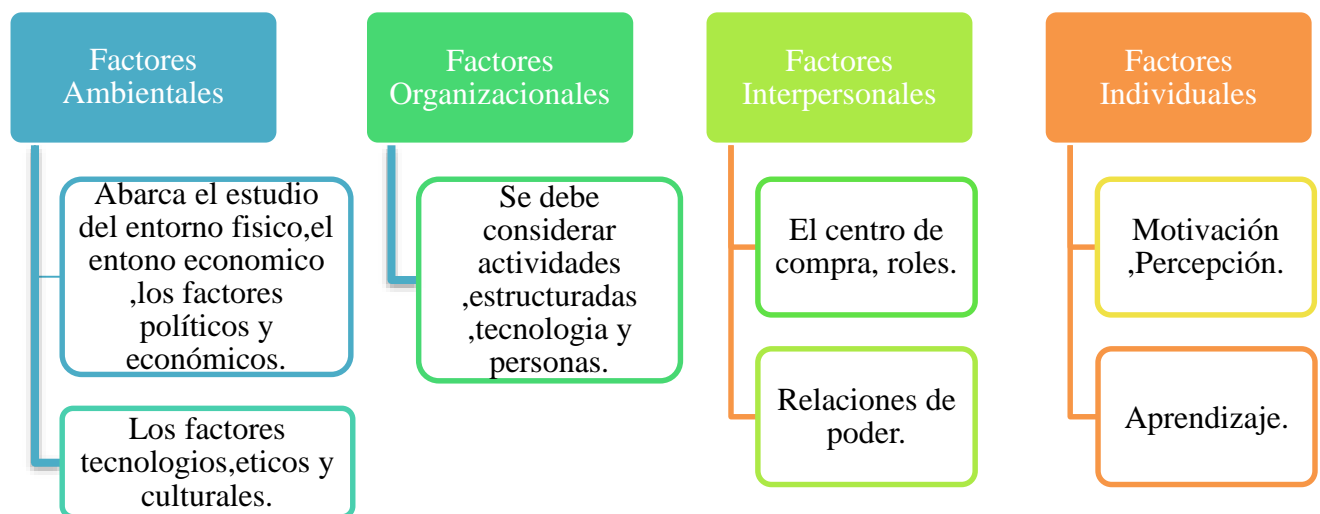 Factores
Ambientales
Abarca el estudio
del entorno fisico,el
entono economico
,los factores
políticos y
económicos.
Los factores
tecnologios,eticos y
culturales.
Factores
Organizacionales
Se debe
considerar
actividades
,estructuradas
,tecnologia y
personas.
Factores
Interpersonales
El centro de
compra, roles.
Relaciones de
poder.
Factores
Individuales
Motivación
,Percepción.
Aprendizaje.